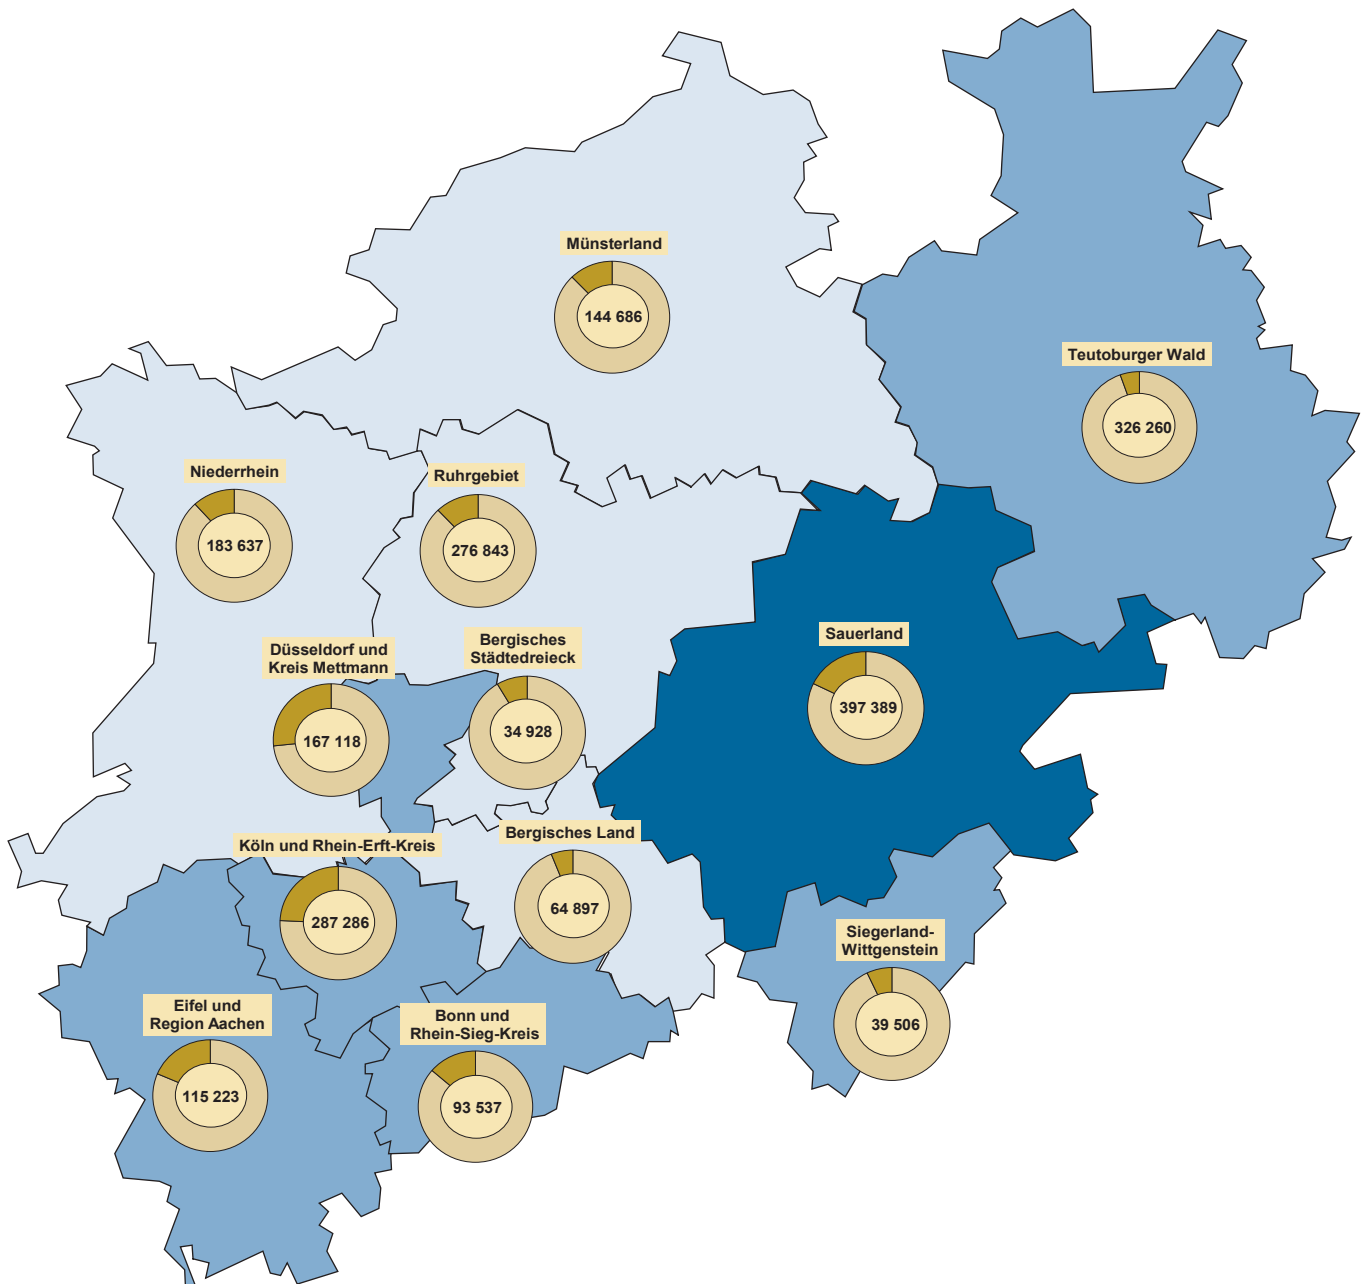 Münsterland
144 686
Teutoburger Wald
326 260
Niederrhein
183 637
Ruhrgebiet
276 843
Düsseldorf und
Kreis Mettmann
167 118
Bergisches
Städtedreieck
34 928
Sauerland
397 389
Köln und Rhein-Erft-Kreis
287 286
Bergisches Land
64 897
Siegerland-
Wittgenstein
39 506
Eifel und
Region Aachen
115 223
Bonn und
Rhein-Sieg-Kreis
93 537